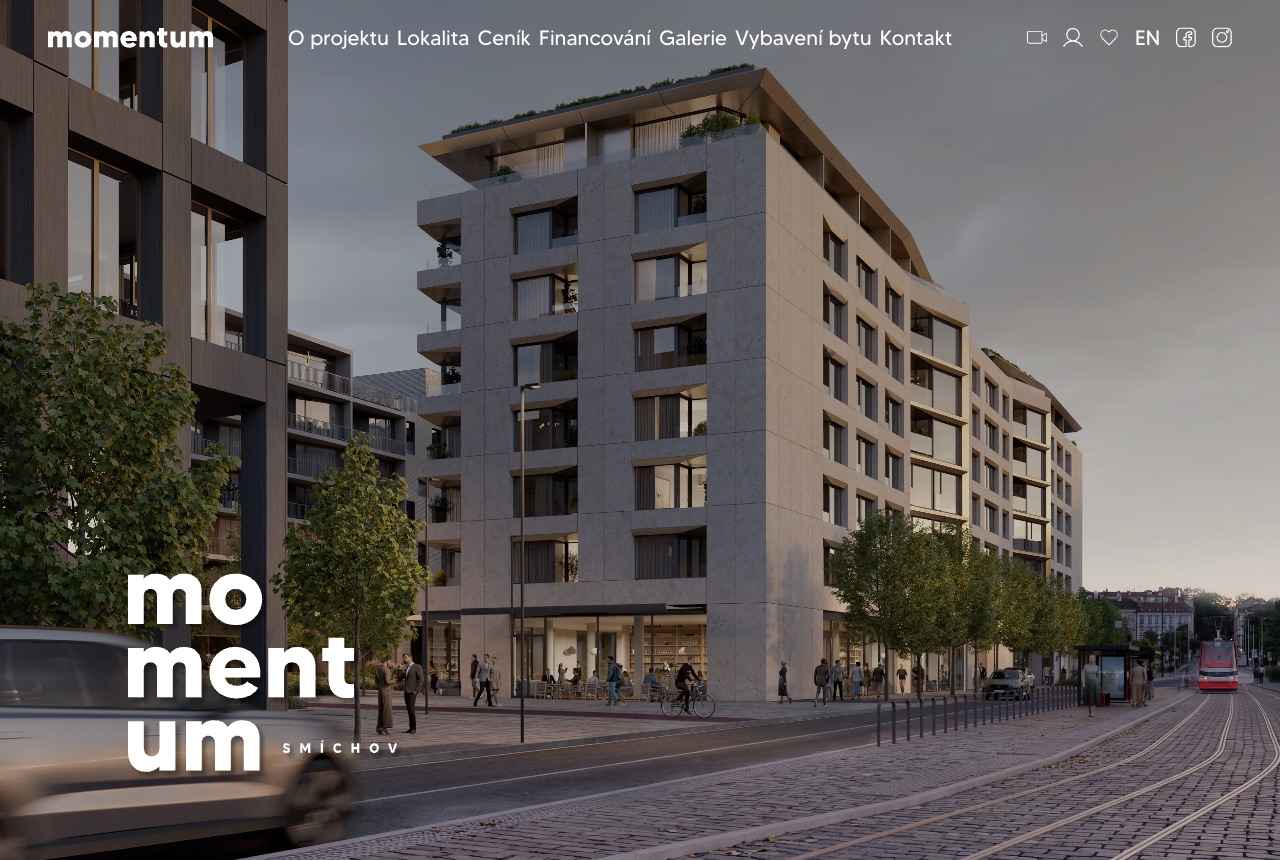 momentum
O projektu Lokalita Ceník Financování Galerie Vybavení bytu Kontakt
EN
mo
ment
um SMÍCHOV